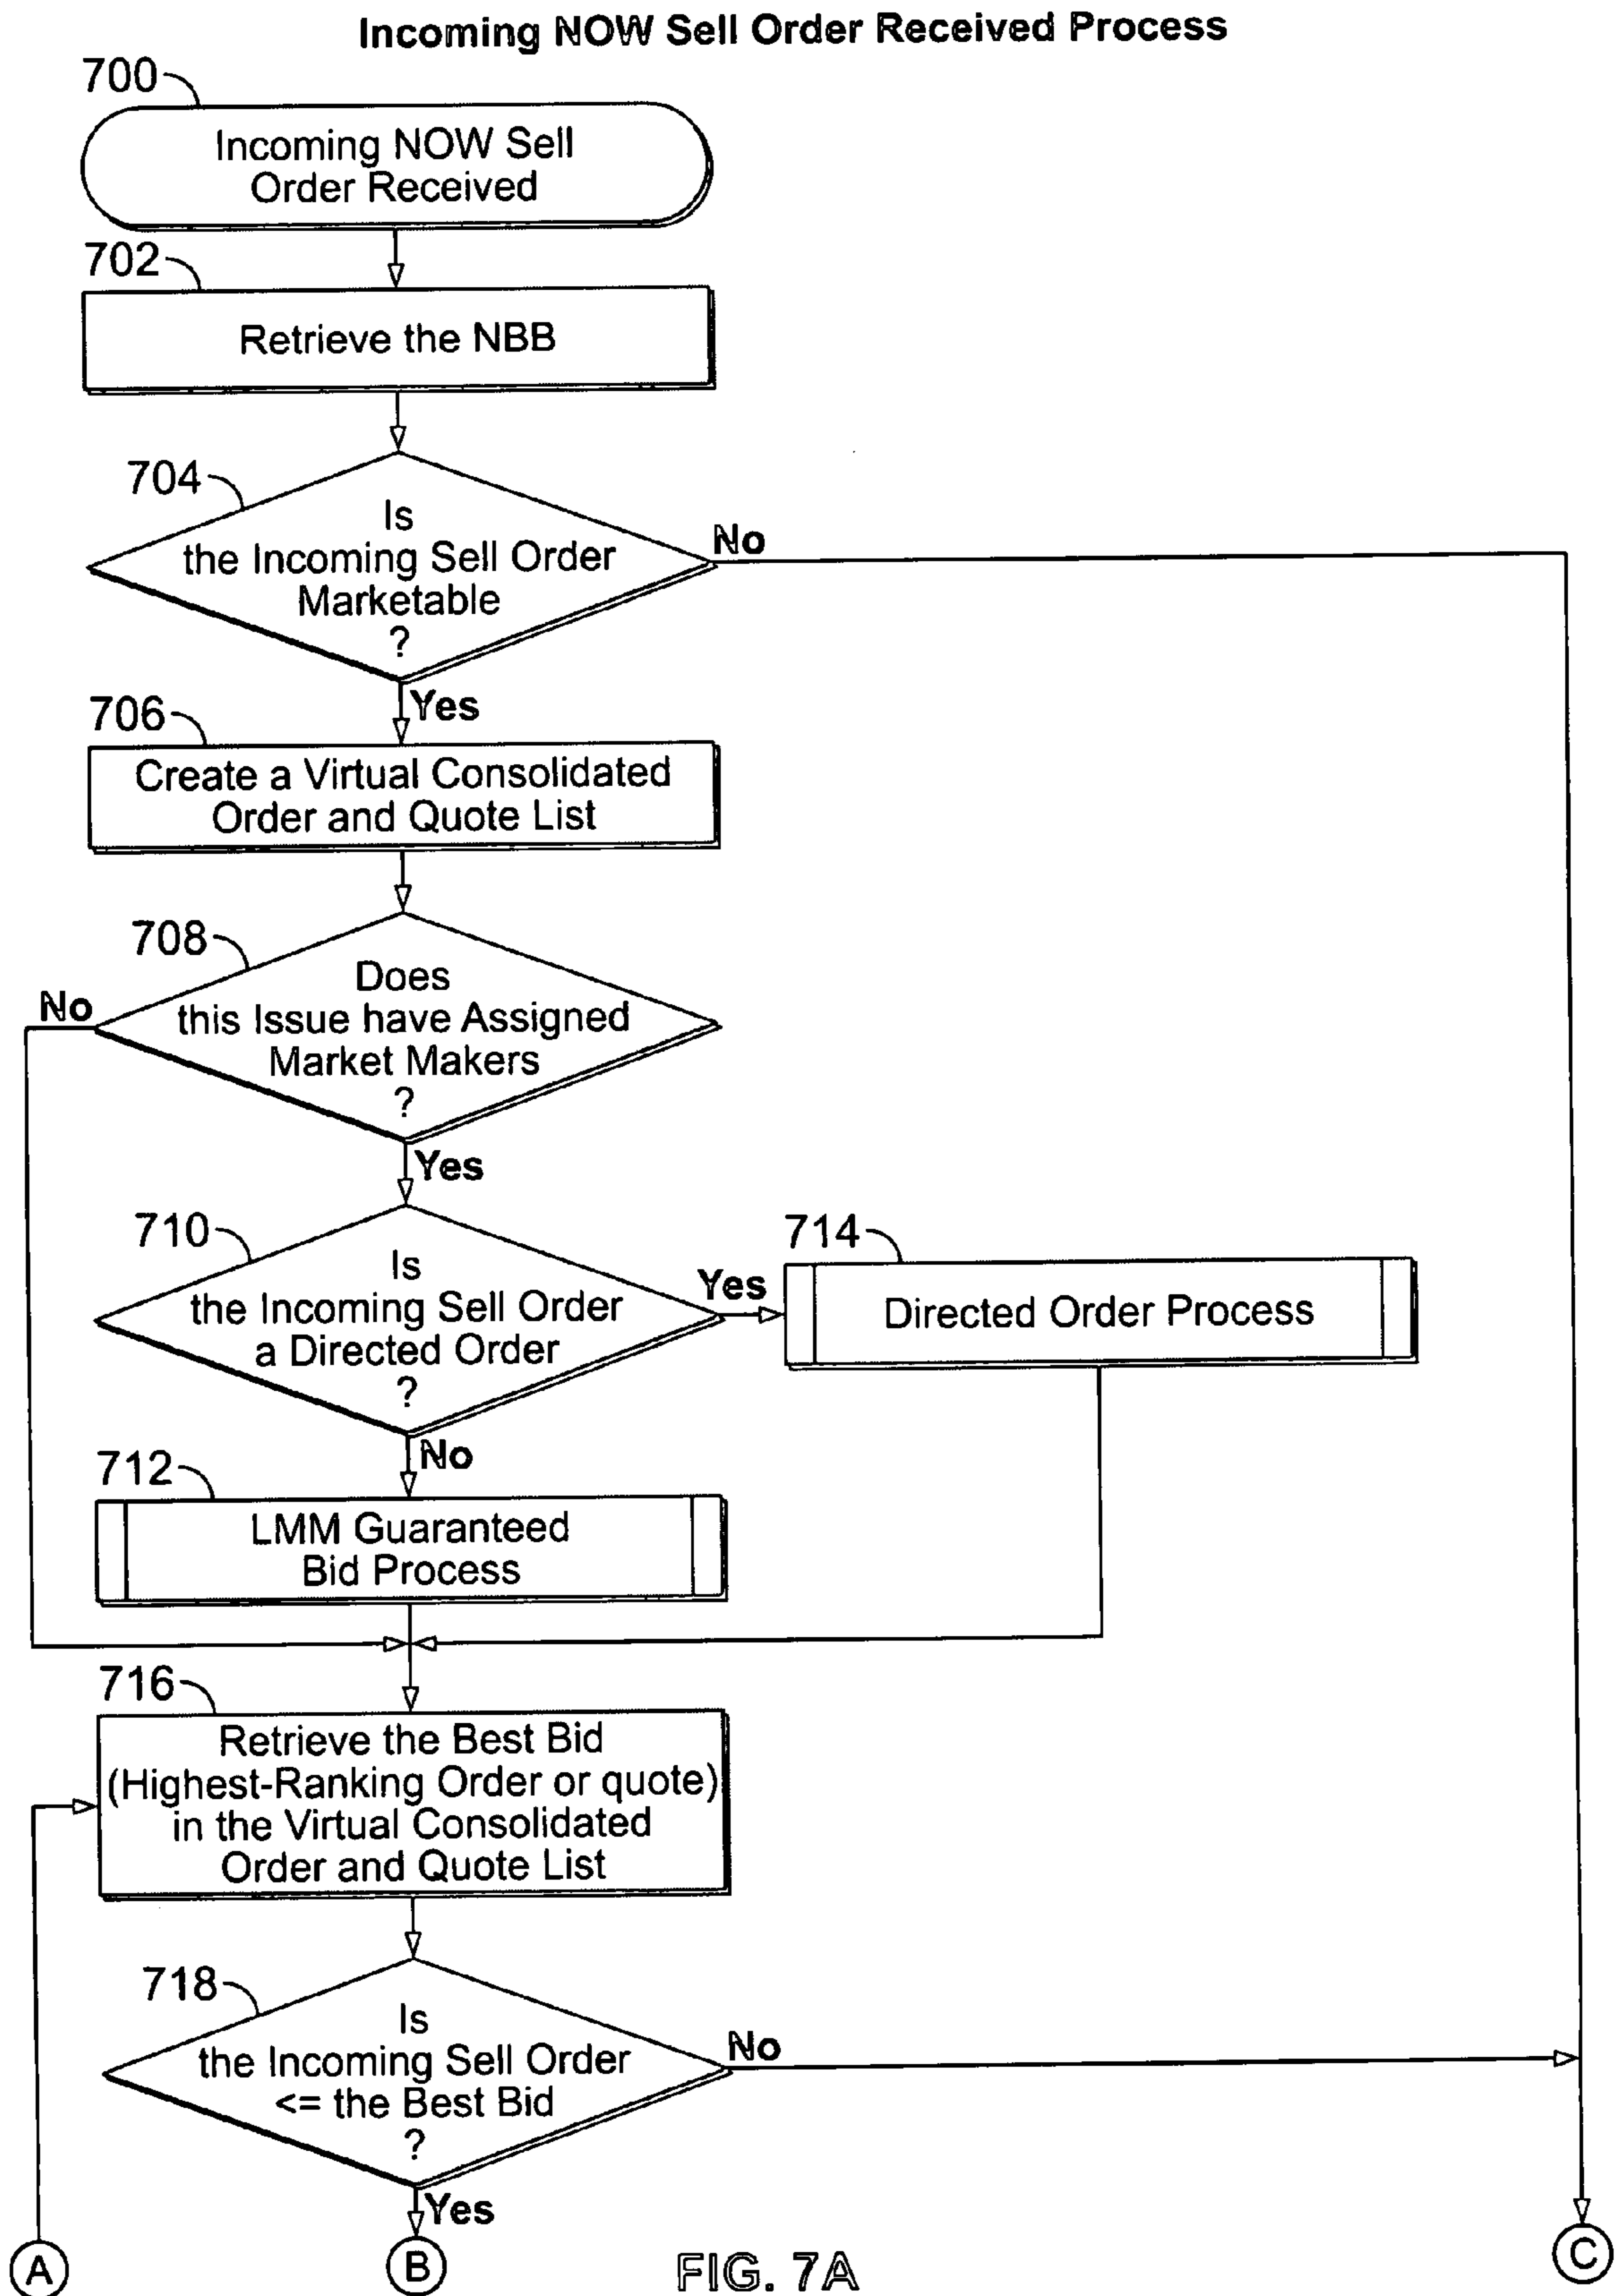 Incoming NOW Sell Order Received Process
700
Incoming NOW Sell
Order Received
702
Retrieve the NBB
704
Is
the Incoming Sell Order
Marketable
?
No
Yes
706
Create a Virtual Consolidated
Order and Quote List
708
Does
this Issue have Assigned
Market Makers
?
No
Yes
710
Is
the Incoming Sell Order
a Directed Order
?
Yes
714
Directed Order Process
No
712
LMM Guaranteed
Bid Process
716
Retrieve the Best Bid
(Highest-Ranking Order or quote)
in the Virtual Consolidated
Order and Quote List
718
Is
the Incoming Sell Order
<= the Best Bid
?
No
Yes
A
B
C
FIG. 7A